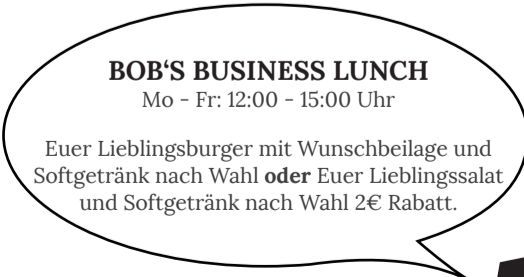 BOB‘S BUSINESS LUNCH
Mo - Fr: 12:00 - 15:00 Uhr
Euer Lieblingsburger mit Wunschbeilage und
Softgetränk nach Wahl oder Euer Lieblingssalat
und Softgetränk nach Wahl 2€ Rabatt.